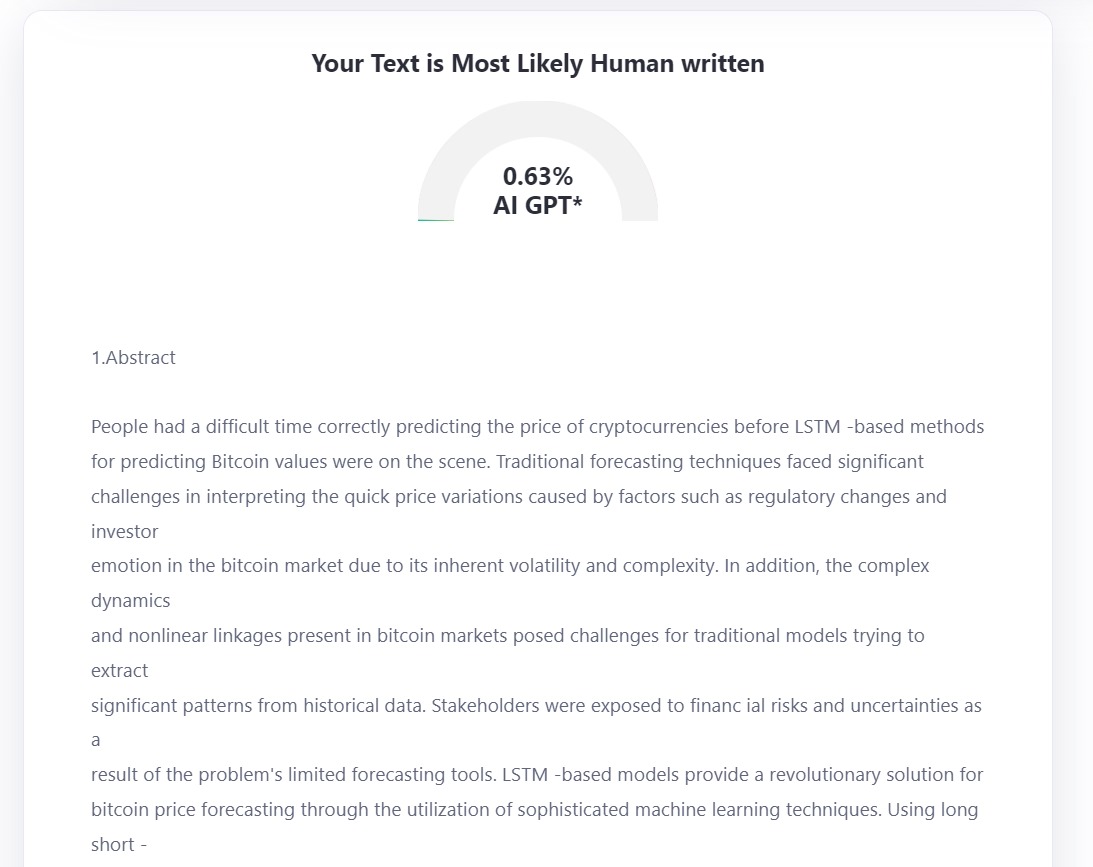 Your Text is Most Likely Human written
0.63%
AI GPT*
1.Abstract
People had a difficult time correctly predicting the price of cryptocurrencies before LSTM -based methods
for predicting Bitcoin values were on the scene. Traditional forecasting techniques faced significant
challenges in interpreting the quick price variations caused by factors such as regulatory changes and
investor
emotion in the bitcoin market due to its inherent volatility and complexity. In addition, the complex
dynamics
and nonlinear linkages present in bitcoin markets posed challenges for traditional models trying to
extract
significant patterns from historical data. Stakeholders were exposed to financ ial risks and uncertainties as
a
result of the problem's limited forecasting tools. LSTM -based models provide a revolutionary solution for
bitcoin price forecasting through the utilization of sophisticated machine learning techniques. Using long
short -